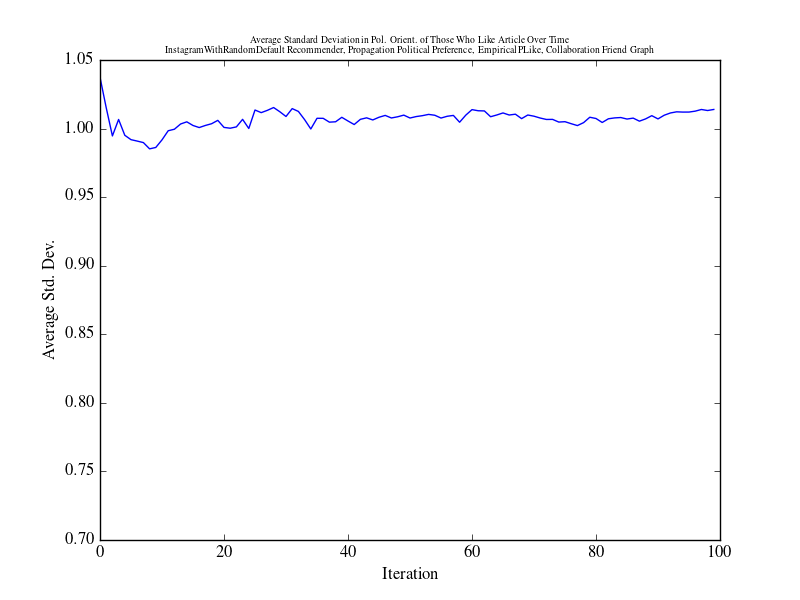 Average Standard Deviation in Pol. Orient. of Those Who Like Article Over Time
InstagramWithRandomDefault Recommender, Propagation Political Preference, EmpiricalPLike, Collaboration Friend Graph
1.05
1.00
0.95
0.90
0.85
0.80
0.75
0.70
Average Std. Dev.
0 20 40 60 80 100
Iteration